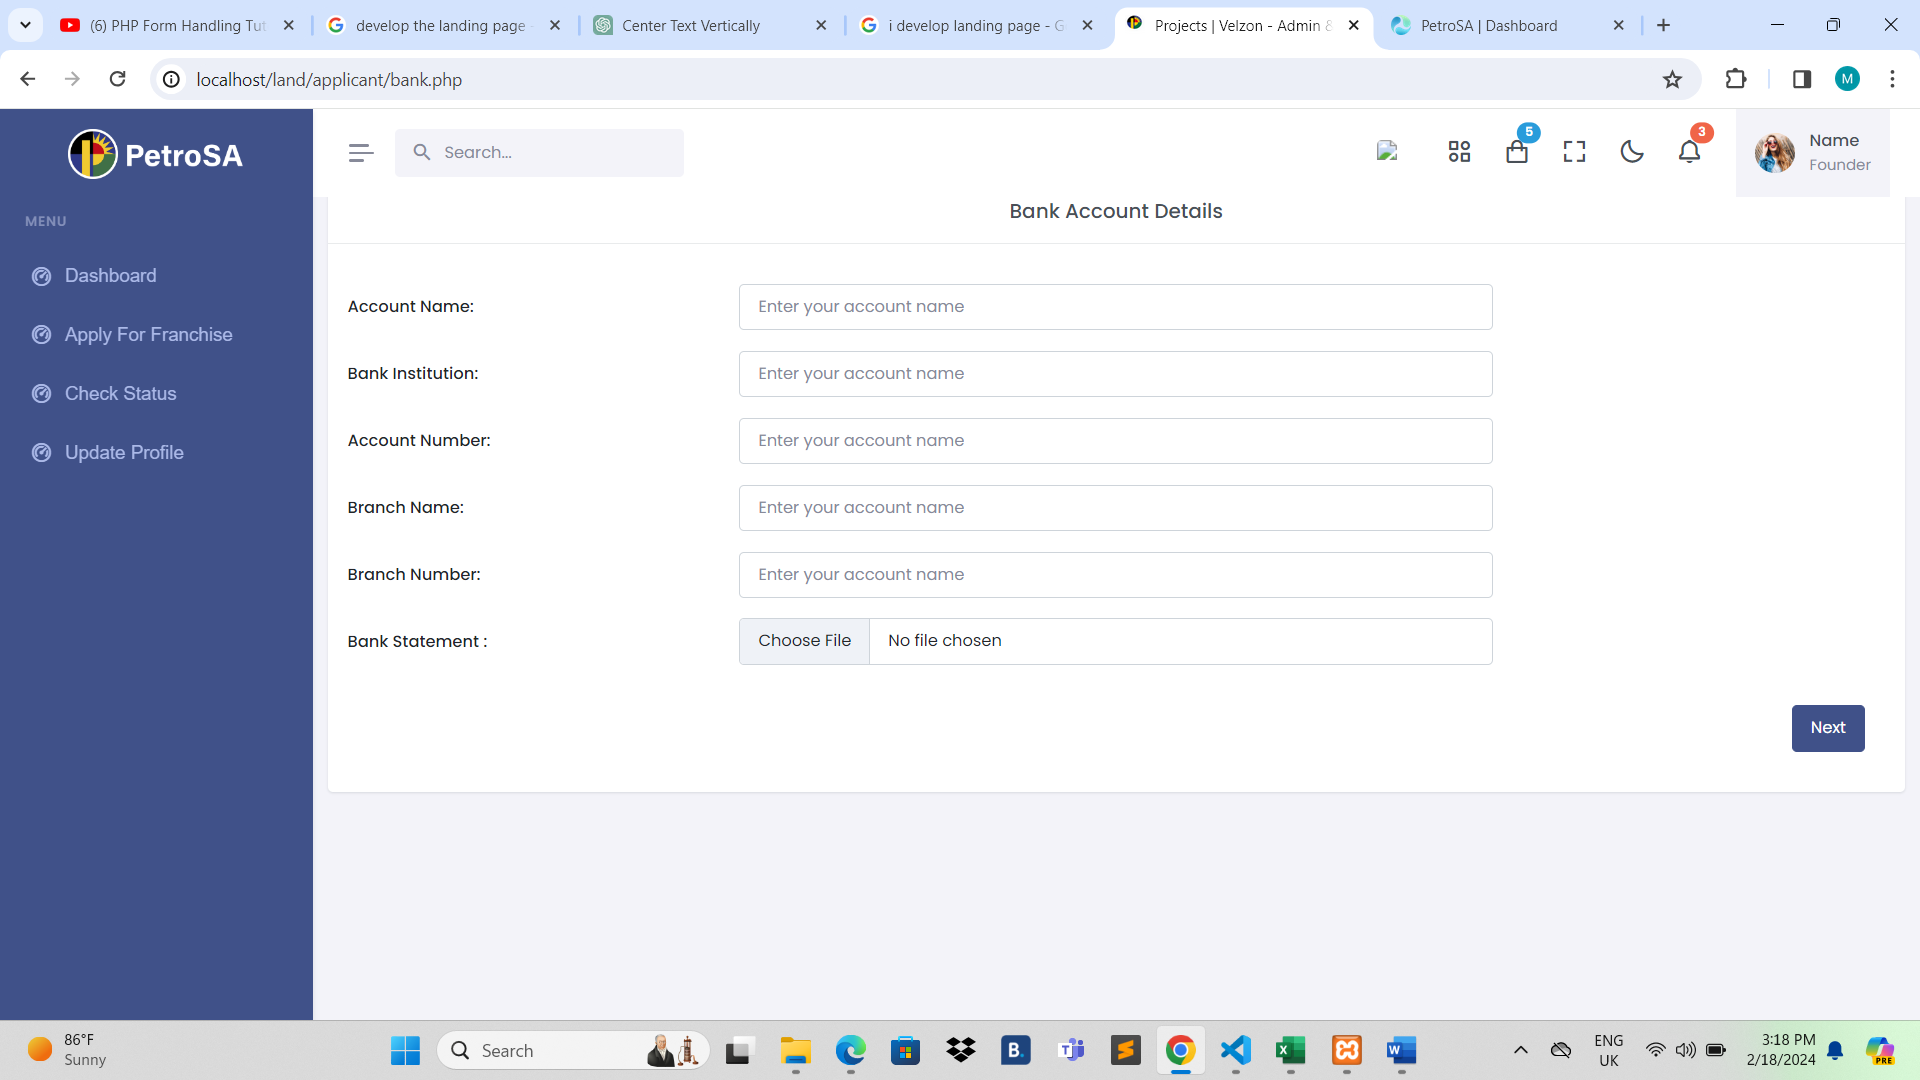 (6) PHP Form Handling Tut
develop the landing page -
Center Text Vertically
i develop landing page - G
Projects | Velzon - Admin &
PetroSA | Dashboard
localhost/land/applicant/bank.php
M
PetroSA
Search...
5
3
Name
Founder
MENU
Dashboard
Apply For Franchise
Check Status
Update Profile
Bank Account Details
Account Name:
Enter your account name
Bank Institution:
Enter your account name
Account Number:
Enter your account name
Branch Name:
Enter your account name
Branch Number:
Enter your account name
Bank Statement :
Choose File
No file chosen
Next
86°F
Sunny
Search
B.
ENG
UK
3:18 PM
2/18/2024
PRE